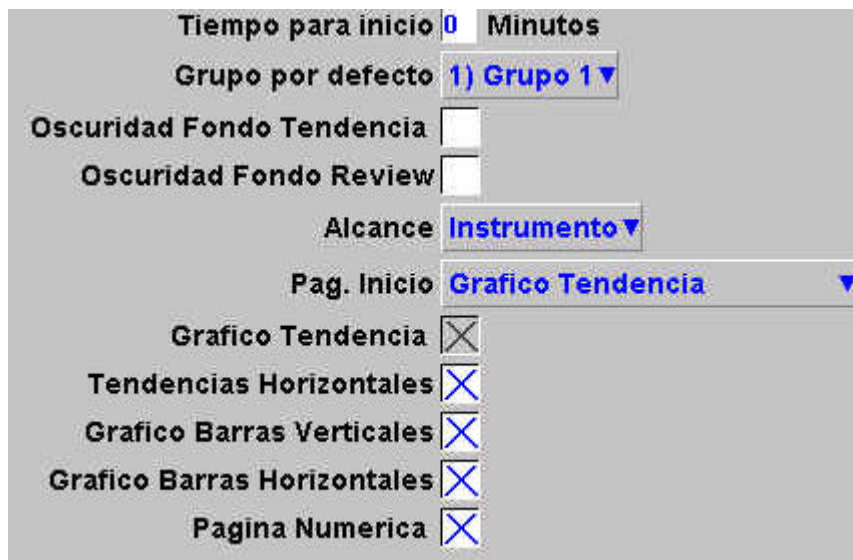 Tiempo para inicio 0 Minutos
Grupo por defecto 1) Grupo 1
Oscuridad Fondo Tendencia
Oscuridad Fondo Review
Alcance Instrumento
Pag. Inicio Grafico Tendencia
Grafico Tendencia
Tendencias Horizontales
Grafico Barras Verticales
Grafico Barras Horizontales
Pagina Numerica